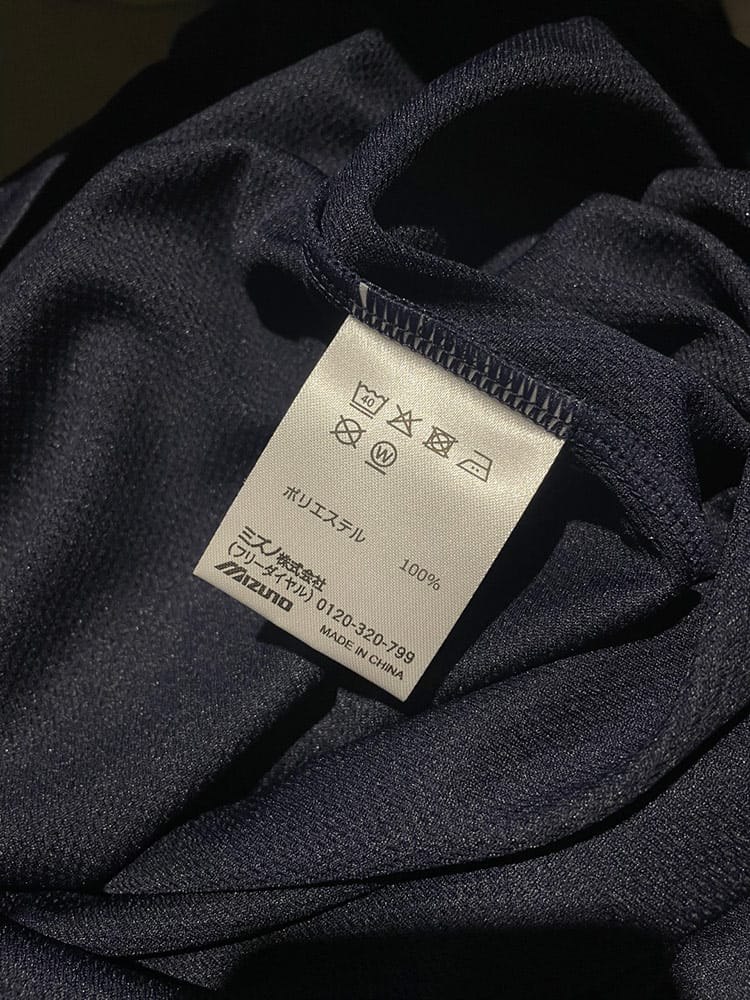 40
W
ポリエステル 100%
ミズノ株式会社
(フリーダイヤル) 0120-320-799
MIZUNO
MADE IN CHINA